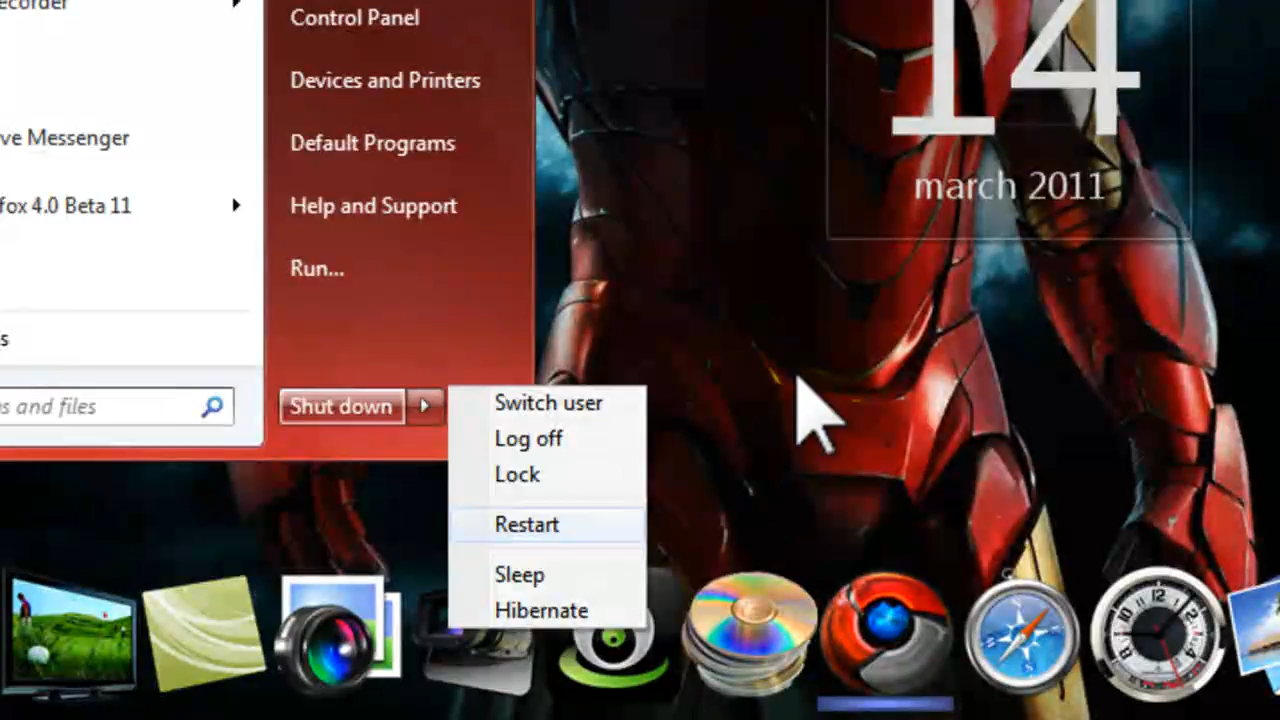 ecorder
ve Messenger
fox 4.0 Beta 11
s
s and files
Control Panel
Devices and Printers
Default Programs
Help and Support
Run...
Shut down
Switch user
Log off
Lock
Restart
Sleep
Hibernate
14
march 2011